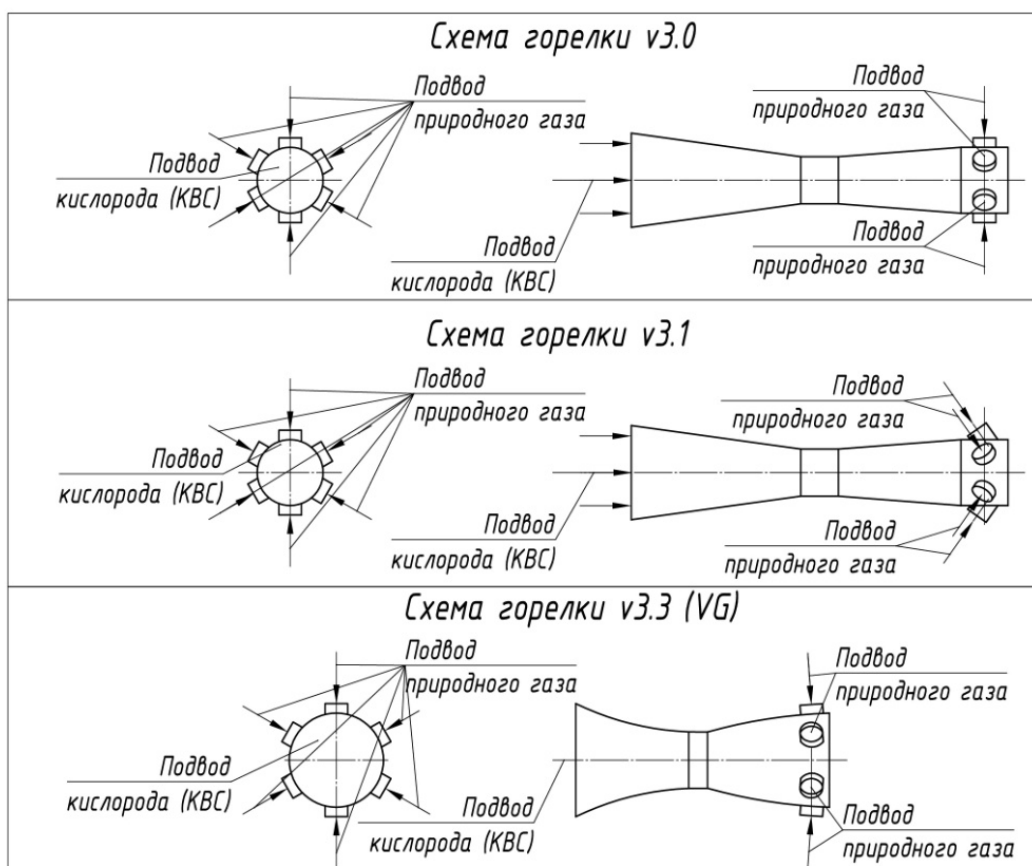 Схема горелки v3.0
Подвод
природного газа
Подвод
кислорода (КВС)
Подвод
природного газа
Подвод
кислорода (КВС)
Подвод
природного газа
Схема горелки v3.1
Подвод
природного газа
Подвод
кислорода (КВС)
Подвод
природного газа
Подвод
кислорода (КВС)
Подвод
природного газа
Схема горелки v3.3 (VG)
Подвод
природного газа
Подвод
кислорода (КВС)
Подвод
природного газа
Подвод
кислорода (КВС)
Подвод
природного газа